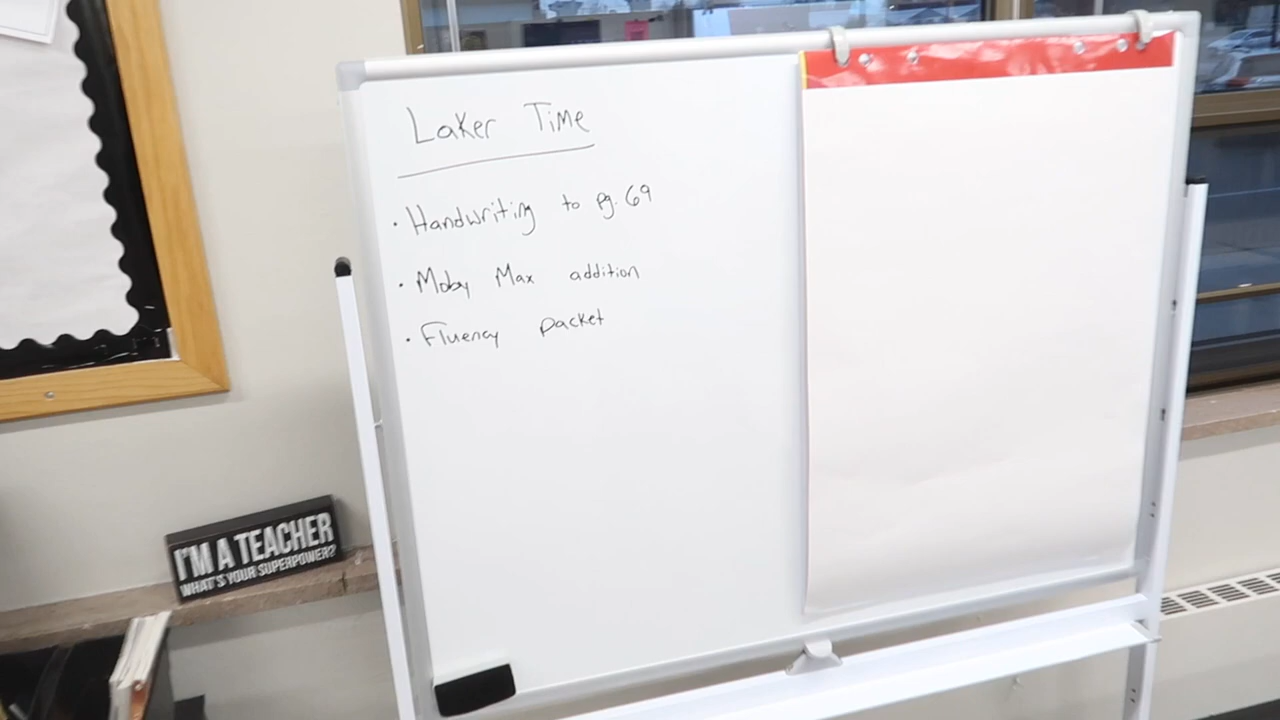 Laker Time
• Handwriting to pg. 69
• Moby Max addition
• Fluency packet
I'M A TEACHER
WHAT'S YOUR SUPERPOWER?